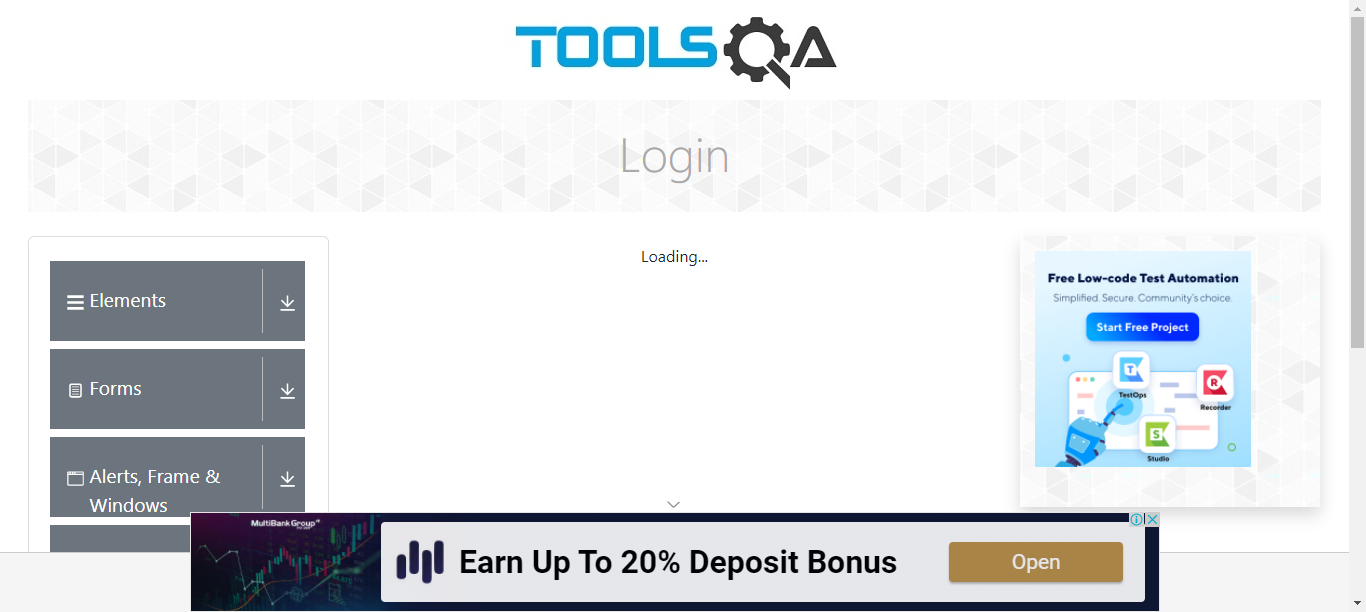 TOOLSQA
Login
Elements
Forms
Alerts, Frame &
Windows
Loading...
Free Low-code Test Automation
Simplified. Secure. Community's choice.
Start Free Project
T
TestOps
R
Recorder
S
Studio
MultiBank Group
Earn Up To 20% Deposit Bonus
Open